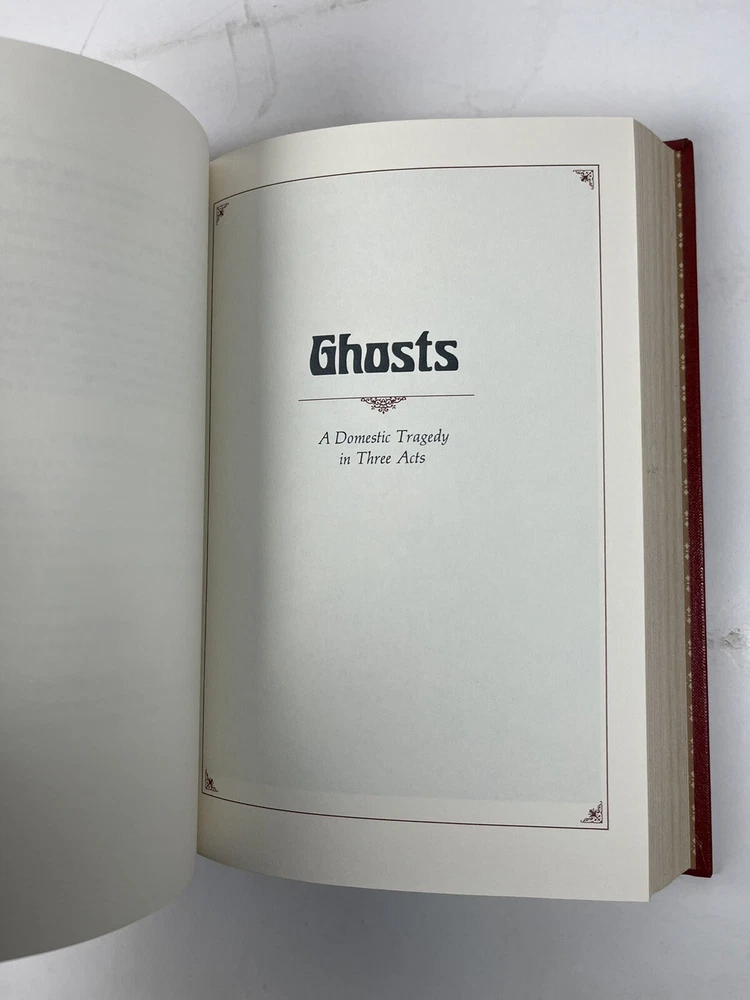 Ghosts
A Domestic Tragedy
in Three Acts